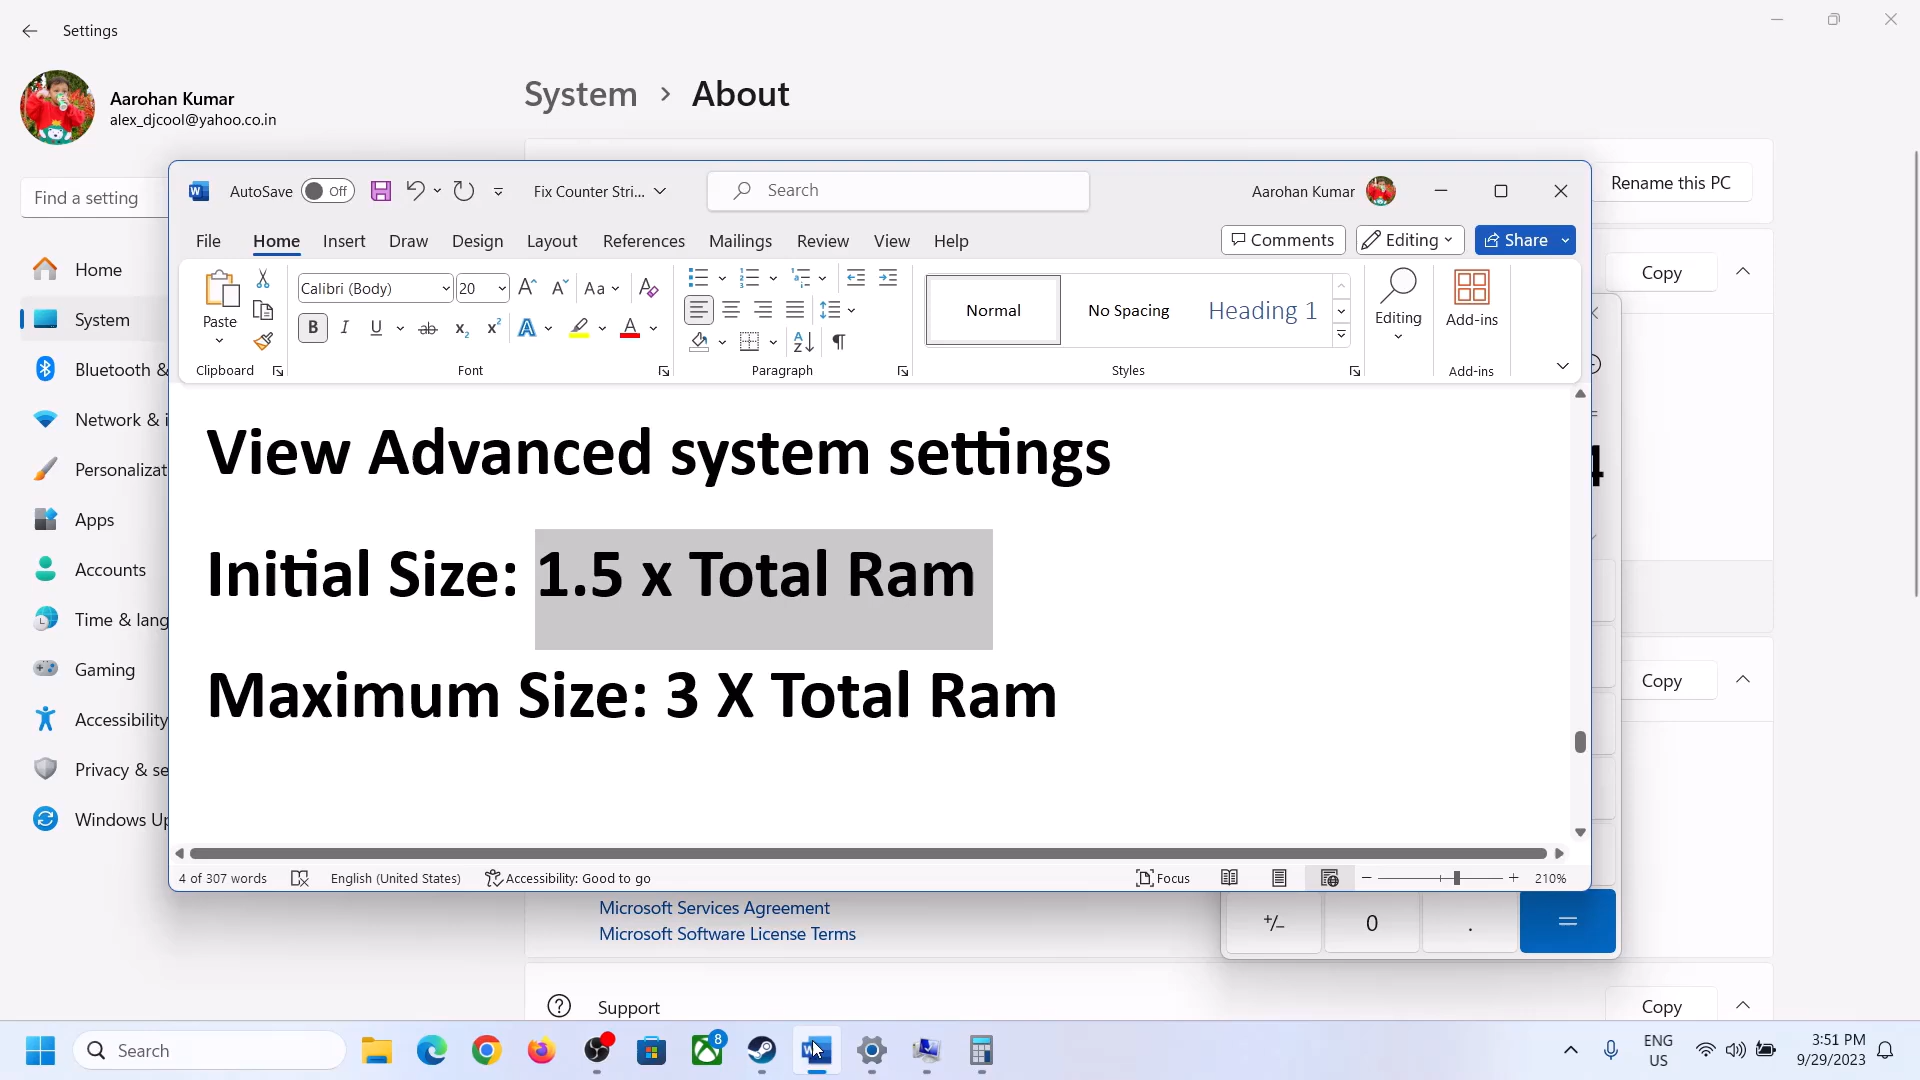 Settings
Aarohan Kumar
alex_djcool@yahoo.co.in
System > About
Rename this PC
Find a setting
Home
System
Bluetooth &
Network & i
Personalizat
Apps
Accounts
Time & lang
Gaming
Accessibility
Privacy & se
Windows Up
AutoSave Off
Fix Counter Stri...
Search
Aarohan Kumar
File Home Insert Draw Design Layout References Mailings Review View Help
Comments
Editing
Share
Paste
Calibri (Body)
20
Aa
B I U ab x₂ x² A A
Normal
No Spacing
Heading 1
Editing
Add-ins
Clipboard
Font
Paragraph
Styles
Add-ins
View Advanced system settings
Initial Size: 1.5 x Total Ram
Maximum Size: 3 X Total Ram
4 of 307 words
English (United States)
Accessibility: Good to go
Focus
210%
Copy
4
Copy
Microsoft Services Agreement
Microsoft Software License Terms
+/− 0 . =
Support
Copy
Search
8
ENG
US
3:51 PM
9/29/2023